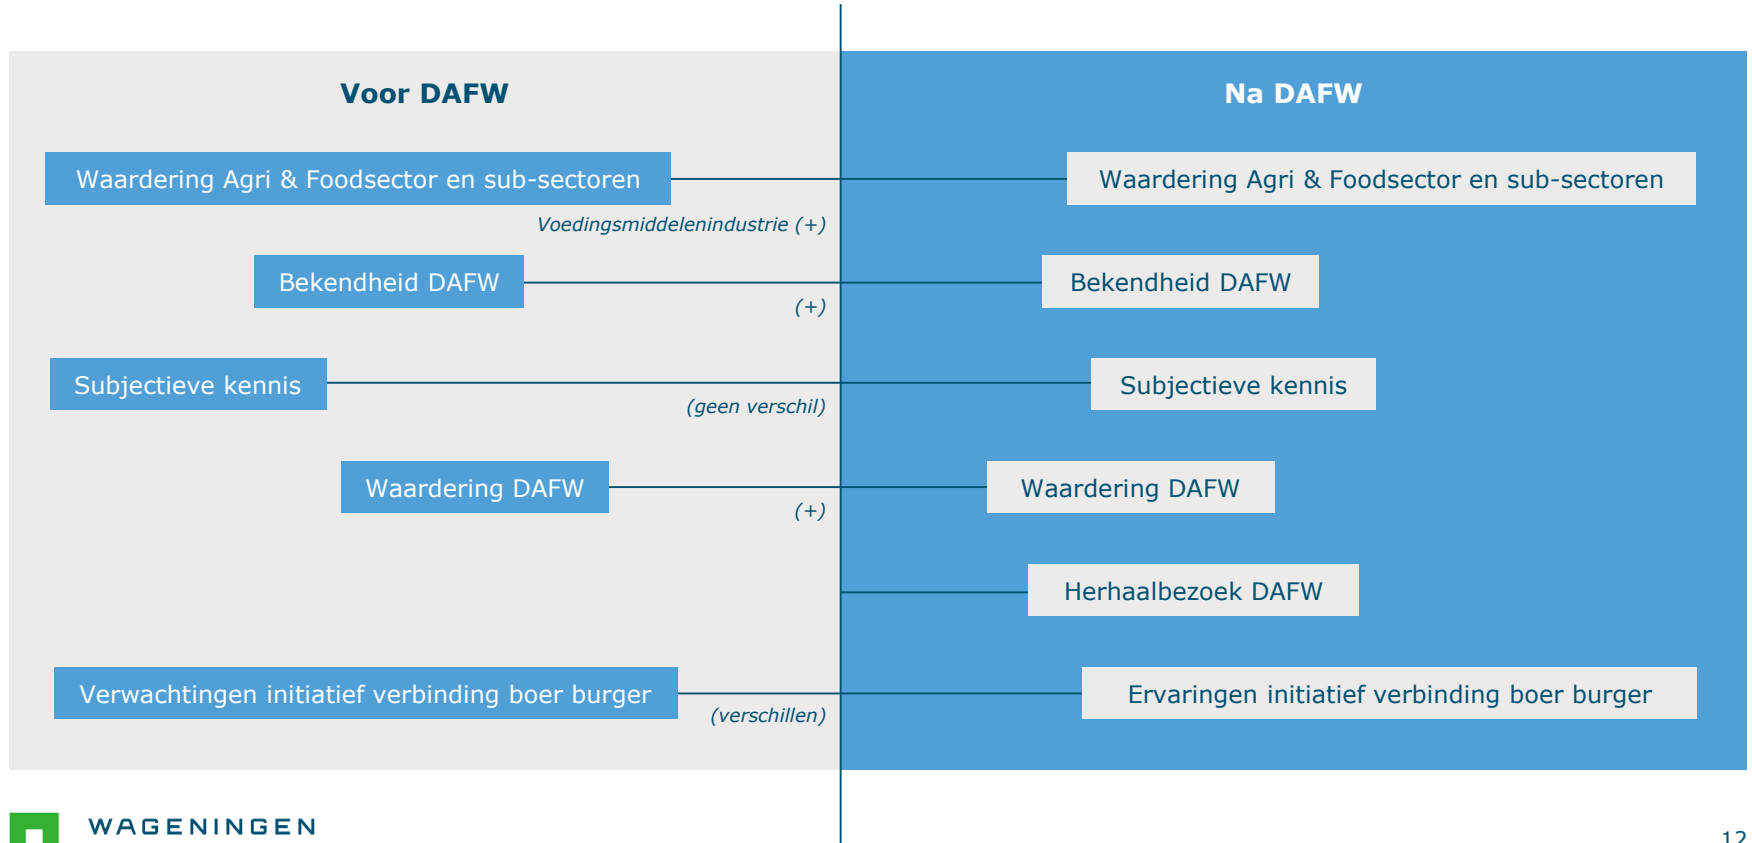 Voor DAFW
Na DAFW
Waardering Agri & Foodsector en sub-sectoren
Waardering Agri & Foodsector en sub-sectoren
Voedingsmiddelenindustrie (+)
Bekendheid DAFW
Bekendheid DAFW
(+)
Subjectieve kennis
Subjectieve kennis
(geen verschil)
Waardering DAFW
Waardering DAFW
(+)
Herhaalbezoek DAFW
Verwachtingen initiatief verbinding boer burger
Ervaringen initiatief verbinding boer burger
(verschillen)
WAGENINGEN
12